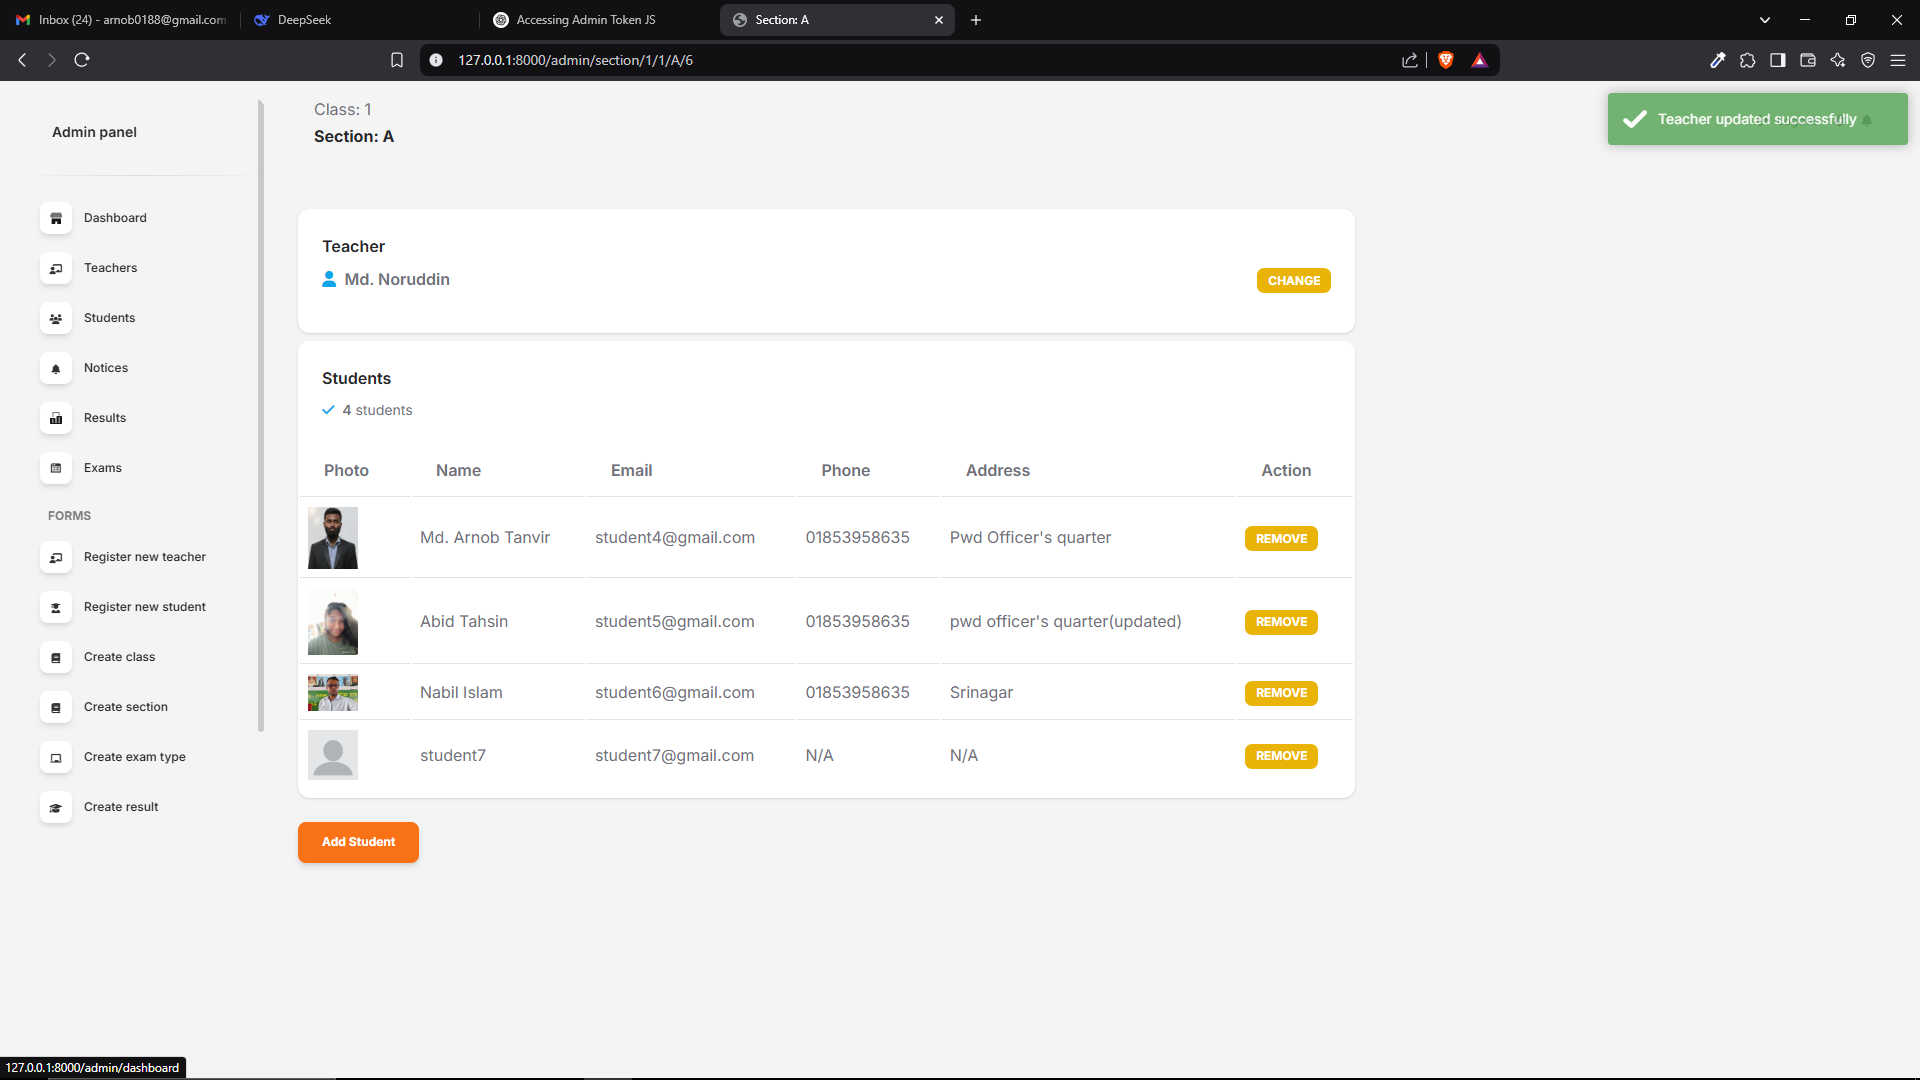 Inbox (24) - arnob0188@gmail.com
DeepSeek
Accessing Admin Token JS
Section: A
127.0.0.1:8000/admin/section/1/1/A/6
Admin panel
Dashboard
Teachers
Students
Notices
Results
Exams
FORMS
Register new teacher
Register new student
Create class
Create section
Create exam type
Create result
Class: 1
Section: A
Teacher updated successfully
Teacher
Md. Noruddin
CHANGE
Students
4 students
Photo Name Email Phone Address Action
Md. Arnob Tanvir student4@gmail.com 01853958635 Pwd Officer's quarter REMOVE
Abid Tahsin student5@gmail.com 01853958635 pwd officer's quarter(updated) REMOVE
Nabil Islam student6@gmail.com 01853958635 Srinagar REMOVE
student7 student7@gmail.com N/A N/A REMOVE
Add Student
127.0.0.1:8000/admin/dashboard